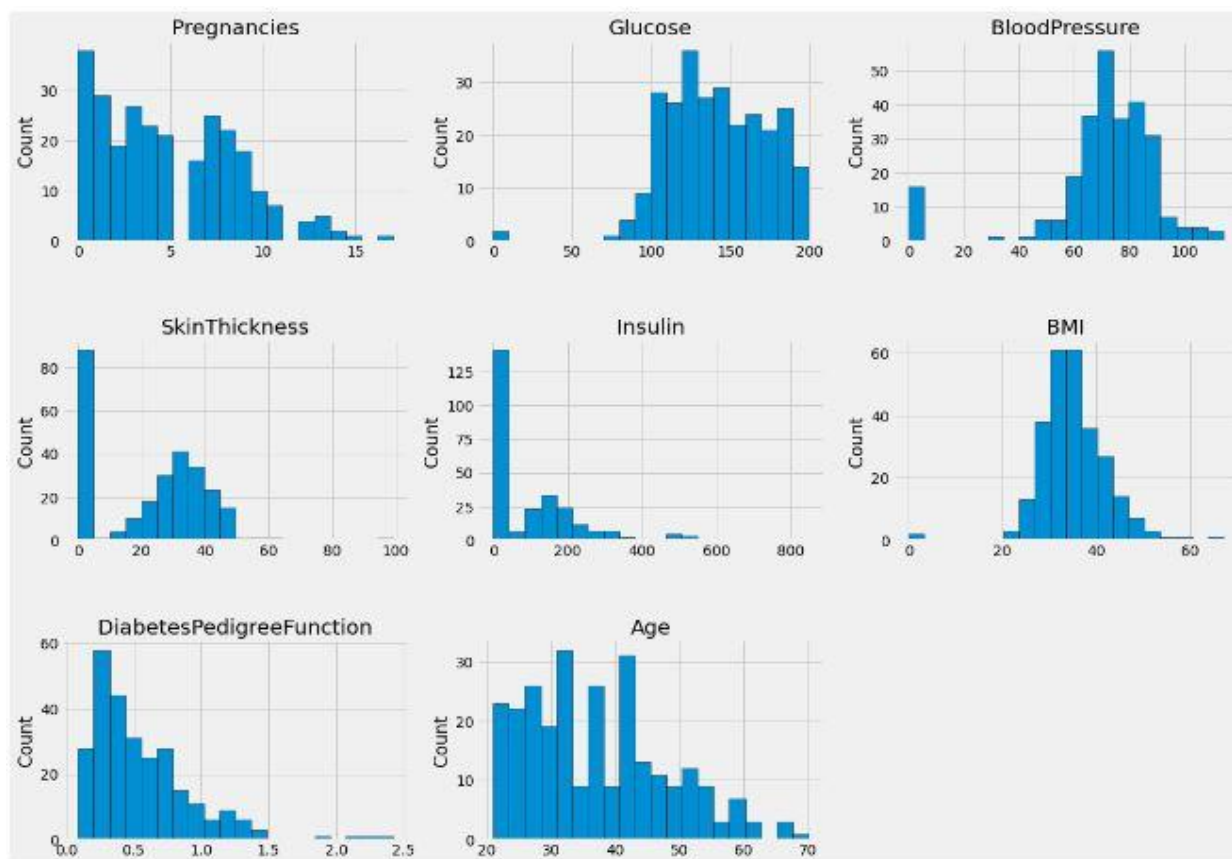 Pregnancies
Count
30
20
10
0
0 5 10 15
Glucose
Count
30
20
10
0
0 50 100 150 200
BloodPressure
Count
50
40
30
20
10
0
0 20 40 60 80 100
SkinThickness
Count
80
60
40
20
0
0 20 40 60 80 100
Insulin
Count
125
100
75
50
25
0
0 200 400 600 800
BMI
Count
60
40
20
0
0 20 40 60
DiabetesPedigreeFunction
Count
60
40
20
0
0.0 0.5 1.0 1.5 2.0 2.5
Age
Count
30
20
10
0
20 30 40 50 60 70